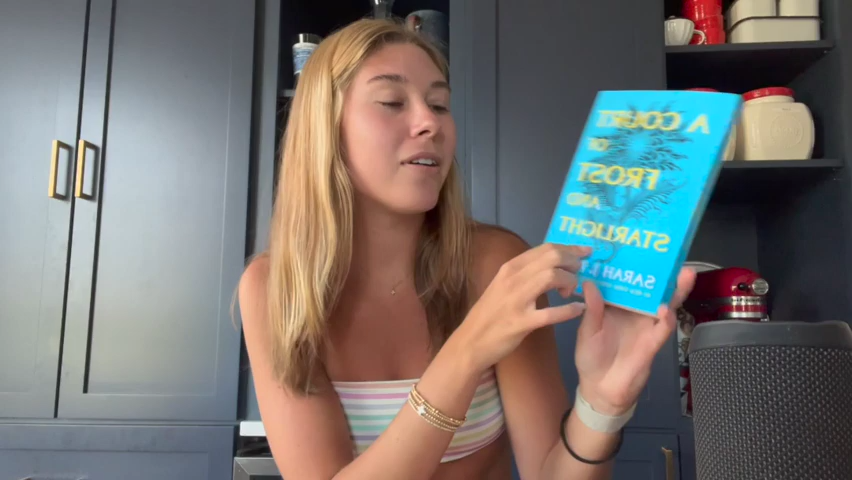 A COURT
OF
FROST
AND
STARLIGHT
SARAH J.